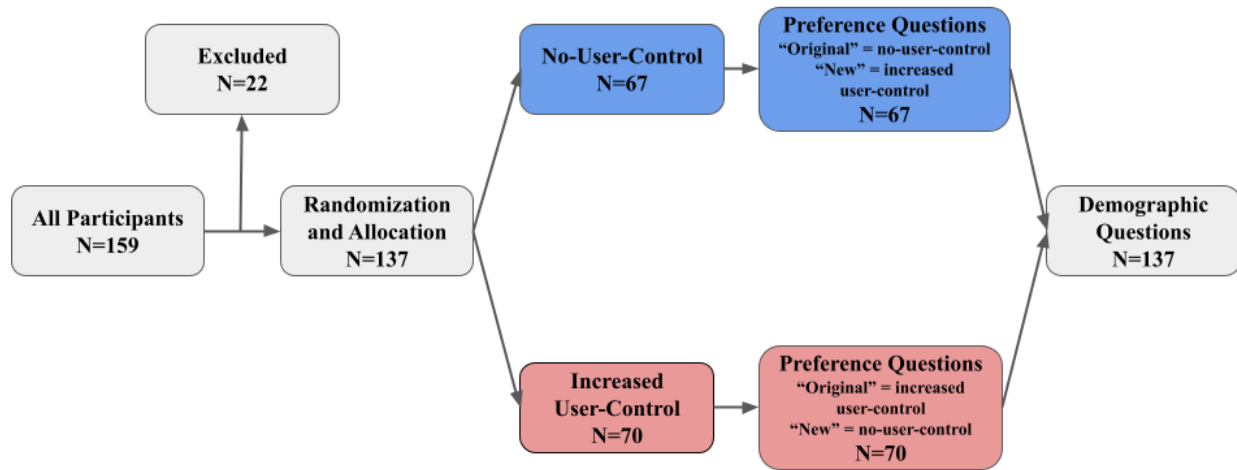 Excluded
N=22
All Participants
N=159
Randomization
and Allocation
N=137
No-User-Control
N=67
Preference Questions
“Original” = no-user-control
“New” = increased
user-control
N=67
Increased
User-Control
N=70
Preference Questions
“Original” = increased
user-control
“New” = no-user-control
N=70
Demographic
Questions
N=137